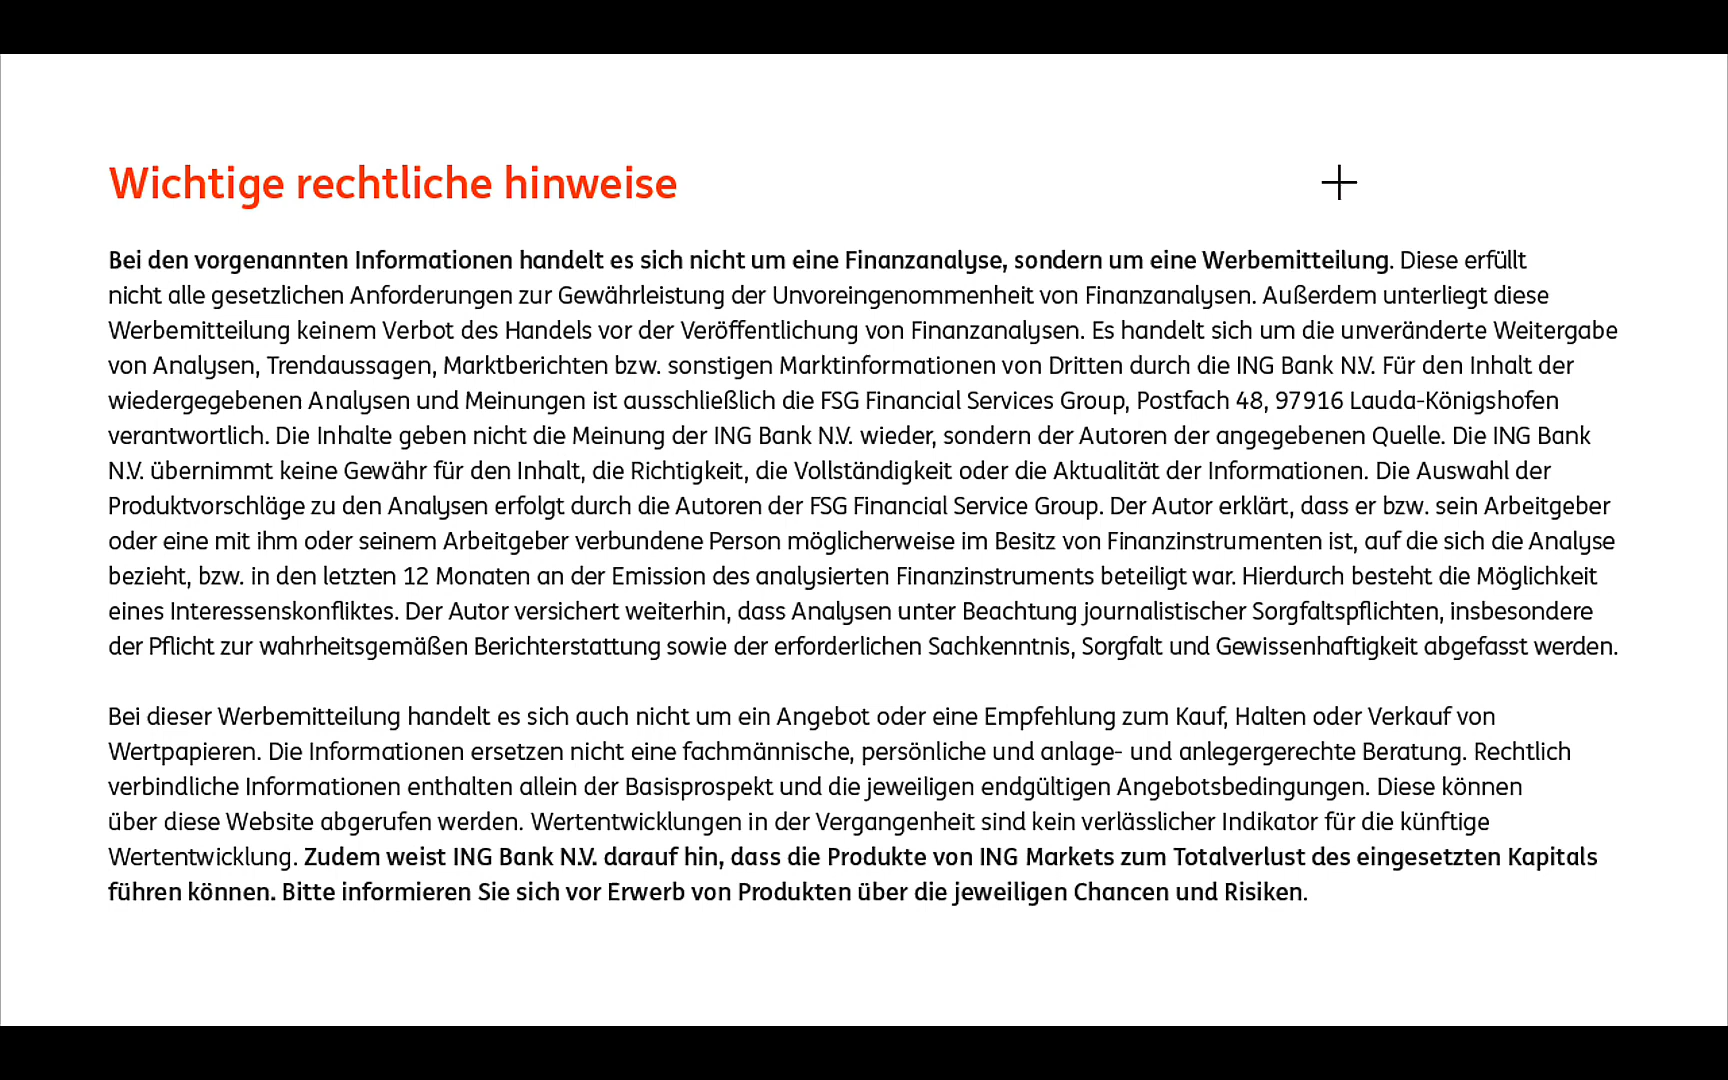 Wichtige rechtliche hinweise
Bei den vorgenannten Informationen handelt es sich nicht um eine Finanzanalyse, sondern um eine Werbemitteilung. Diese erfüllt
nicht alle gesetzlichen Anforderungen zur Gewährleistung der Unvoreingenommenheit von Finanzanalysen. Außerdem unterliegt diese
Werbemitteilung keinem Verbot des Handels vor der Veröffentlichung von Finanzanalysen. Es handelt sich um die unveränderte Weitergabe
von Analysen, Trendaussagen, Marktberichten bzw. sonstigen Marktinformationen von Dritten durch die ING Bank N.V. Für den Inhalt der
wiedergegebenen Analysen und Meinungen ist ausschließlich die FSG Financial Services Group, Postfach 48, 97916 Lauda-Königshofen
verantwortlich. Die Inhalte geben nicht die Meinung der ING Bank N.V. wieder, sondern der Autoren der angegebenen Quelle. Die ING Bank
N.V. übernimmt keine Gewähr für den Inhalt, die Richtigkeit, die Vollständigkeit oder die Aktualität der Informationen. Die Auswahl der
Produktvorschläge zu den Analysen erfolgt durch die Autoren der FSG Financial Service Group. Der Autor erklärt, dass er bzw. sein Arbeitgeber
oder eine mit ihm oder seinem Arbeitgeber verbundene Person möglicherweise im Besitz von Finanzinstrumenten ist, auf die sich die Analyse
bezieht, bzw. in den letzten 12 Monaten an der Emission des analysierten Finanzinstruments beteiligt war. Hierdurch besteht die Möglichkeit
eines Interessenskonfliktes. Der Autor versichert weiterhin, dass Analysen unter Beachtung journalistischer Sorgfaltspflichten, insbesondere
der Pflicht zur wahrheitsgemäßen Berichterstattung sowie der erforderlichen Sachkenntnis, Sorgfalt und Gewissenhaftigkeit abgefasst werden.
Bei dieser Werbemitteilung handelt es sich auch nicht um ein Angebot oder eine Empfehlung zum Kauf, Halten oder Verkauf von
Wertpapieren. Die Informationen ersetzen nicht eine fachmännische, persönliche und anlage- und anlegergerechte Beratung. Rechtlich
verbindliche Informationen enthalten allein der Basisprospekt und die jeweiligen endgültigen Angebotsbedingungen. Diese können
über diese Website abgerufen werden. Wertentwicklungen in der Vergangenheit sind kein verlässlicher Indikator für die künftige
Wertentwicklung. Zudem weist ING Bank N.V. darauf hin, dass die Produkte von ING Markets zum Totalverlust des eingesetzten Kapitals
führen können. Bitte informieren Sie sich vor Erwerb von Produkten über die jeweiligen Chancen und Risiken.